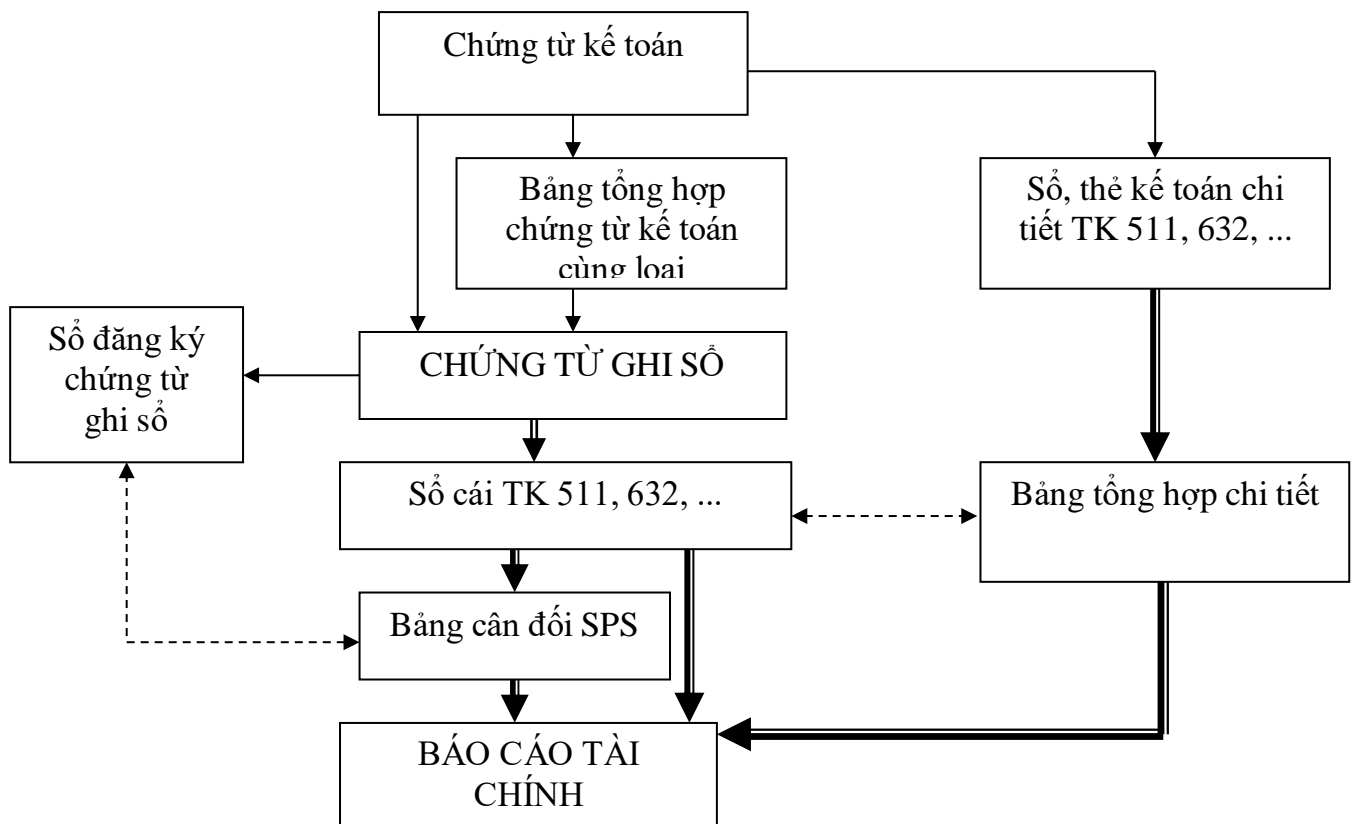 Chứng từ kế toán
Bảng tổng hợp
chứng từ kế toán
cùng loại
Sổ, thẻ kế toán chi
tiết TK 511, 632, ...
Sổ đăng ký
chứng từ
ghi sổ
CHỨNG TỪ GHI SỔ
Sổ cái TK 511, 632, ...
Bảng tổng hợp chi tiết
Bảng cân đối SPS
BÁO CÁO TÀI
CHÍNH